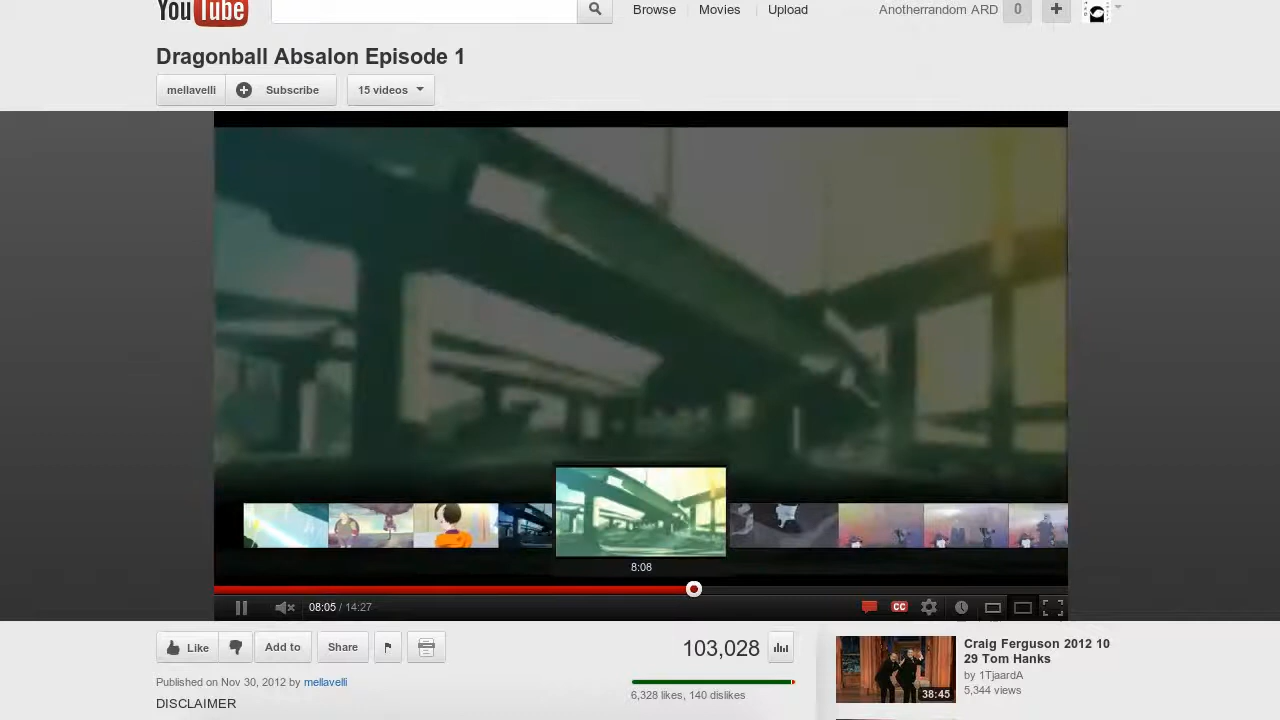 YouTube
Browse
Movies
Upload
Anotherrandom ARD
0
Dragonball Absalon Episode 1
mellavelli
Subscribe
15 videos
8:08
08:05 / 14:27
CC
Like
Add to
Share
103,028
Published on Nov 30, 2012 by mellavelli
6,328 likes, 140 dislikes
DISCLAIMER
38:45
Craig Ferguson 2012 10
29 Tom Hanks
by 1TjaardA
5,344 views